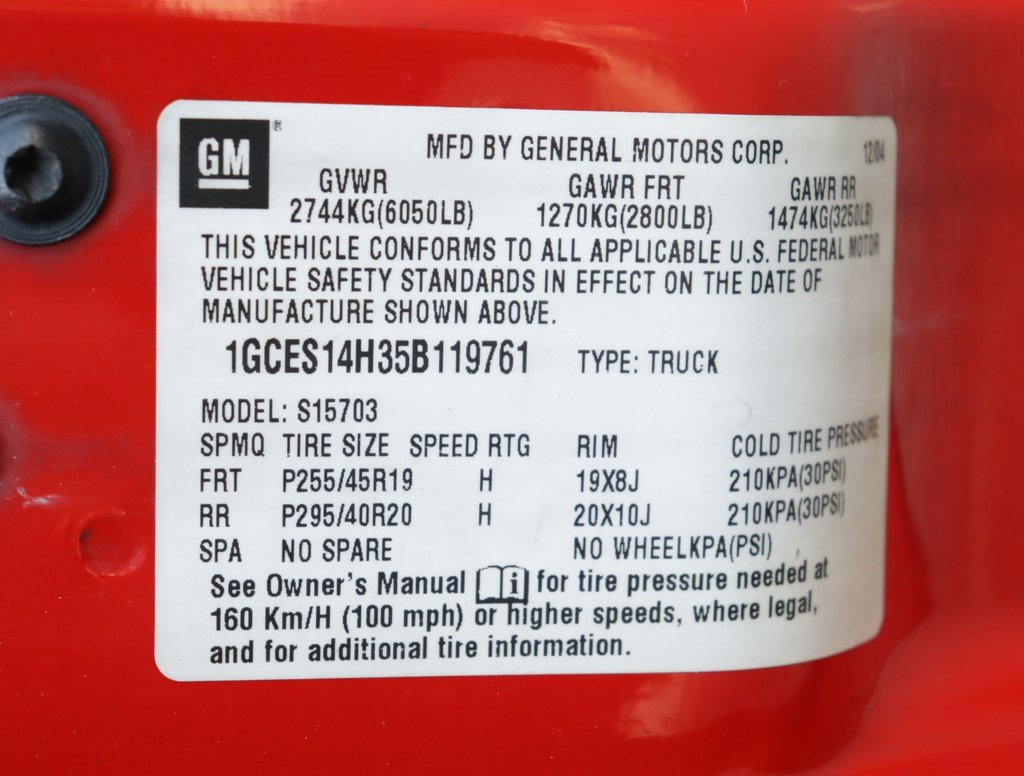 GM ® MFD BY GENERAL MOTORS CORP. 12/04
GVWR GAWR FRT GAWR RR
2744KG(6050LB) 1270KG(2800LB) 1474KG(3250LB)
THIS VEHICLE CONFORMS TO ALL APPLICABLE U.S. FEDERAL MOTOR
VEHICLE SAFETY STANDARDS IN EFFECT ON THE DATE OF
MANUFACTURE SHOWN ABOVE.
1GCES14H35B119761 TYPE: TRUCK
MODEL: S15703
SPMQ TIRE SIZE SPEED RTG RIM COLD TIRE PRESSURE
FRT P255/45R19 H 19X8J 210KPA(30PSI)
RR P295/40R20 H 20X10J 210KPA(30PSI)
SPA NO SPARE NO WHEELKPA(PSI)
See Owner's Manual i for tire pressure needed at
160 Km/H (100 mph) or higher speeds, where legal,
and for additional tire information.